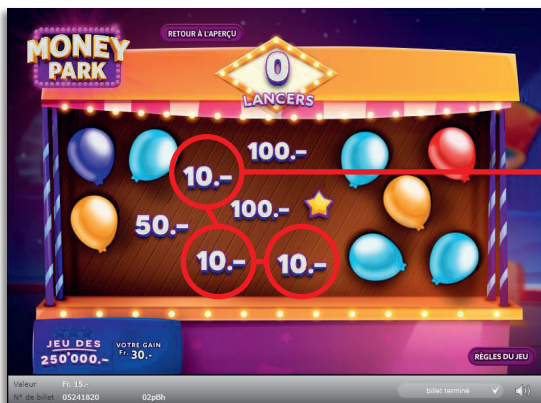 MONEY
PARK
RETOUR À L'APERÇU
0
LANCERS
100.-
10.-
100.-
50.-
10.-
10.-
JEU DES
250'000.-
VOTRE GAIN
Fr. 30.-
RÈGLES DU JEU
Valeur Fr. 15.-
N° de billet 05241820 02pBh
billet terminé